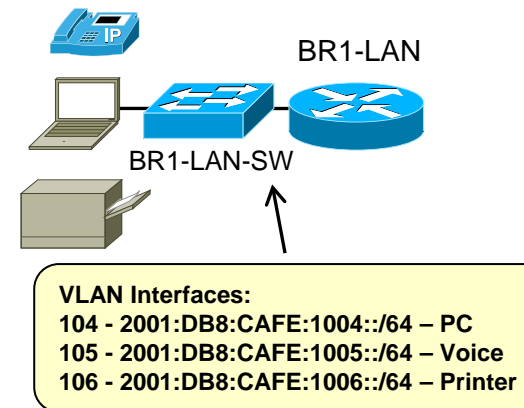 IP
BR1-LAN
BR1-LAN-SW
VLAN Interfaces:
104 - 2001:DB8:CAFE:1004::/64 – PC
105 - 2001:DB8:CAFE:1005::/64 – Voice
106 - 2001:DB8:CAFE:1006::/64 – Printer